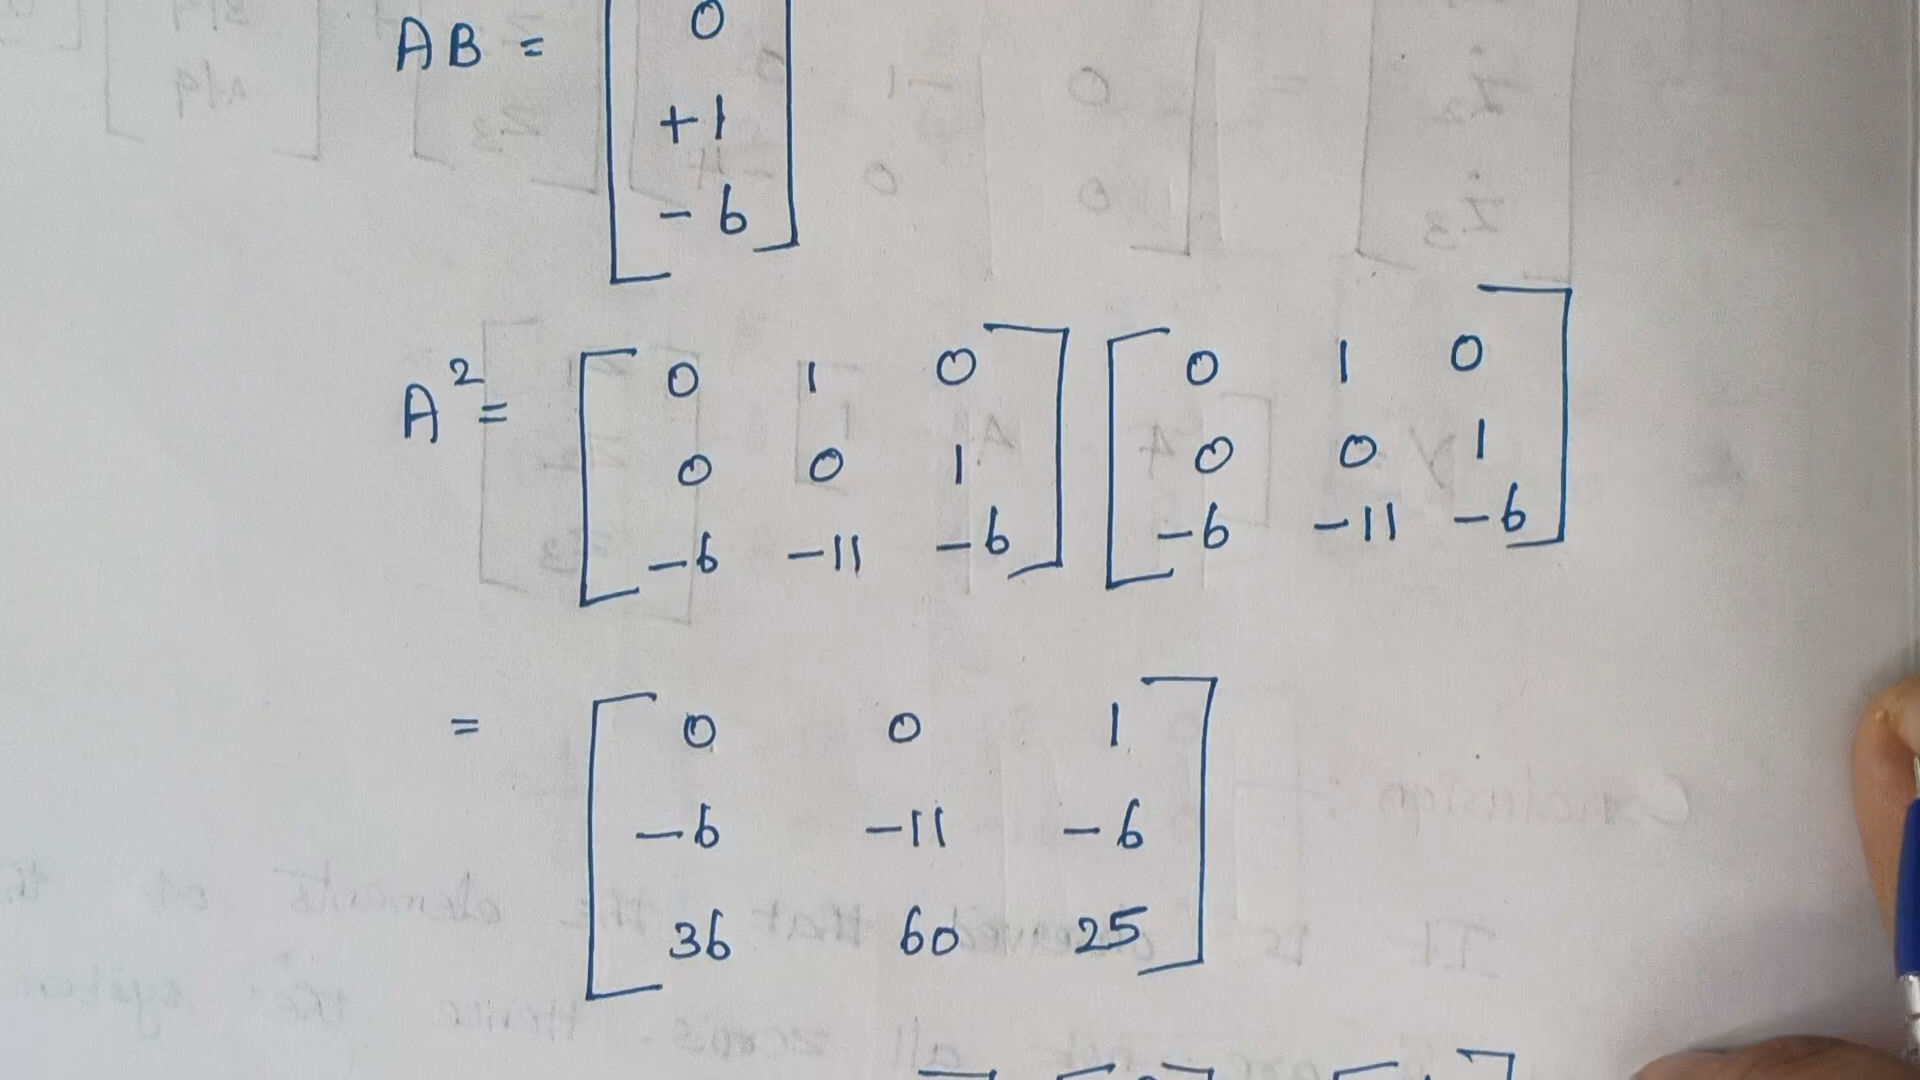 AB = [ 0
+1
-6 ]
A² = [ 0 1 0 ] [ 0 1 0 ]
[ 0 0 1 ] [ 0 0 1 ]
[ -6 -11 -6 ] [ -6 -11 -6 ]
= [ 0 0 1 ]
[ -6 -11 -6 ]
[ 36 60 25 ]